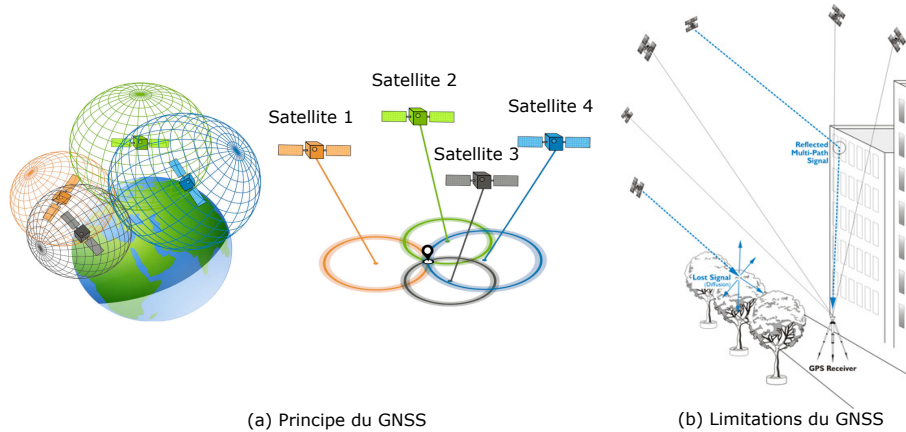 Satellite 1
Satellite 2
Satellite 3
Satellite 4
(a) Principe du GNSS
Reflected
Multi-Path
Signal
Lost Signal
(Diffusion)
GPS Receiver
(b) Limitations du GNSS